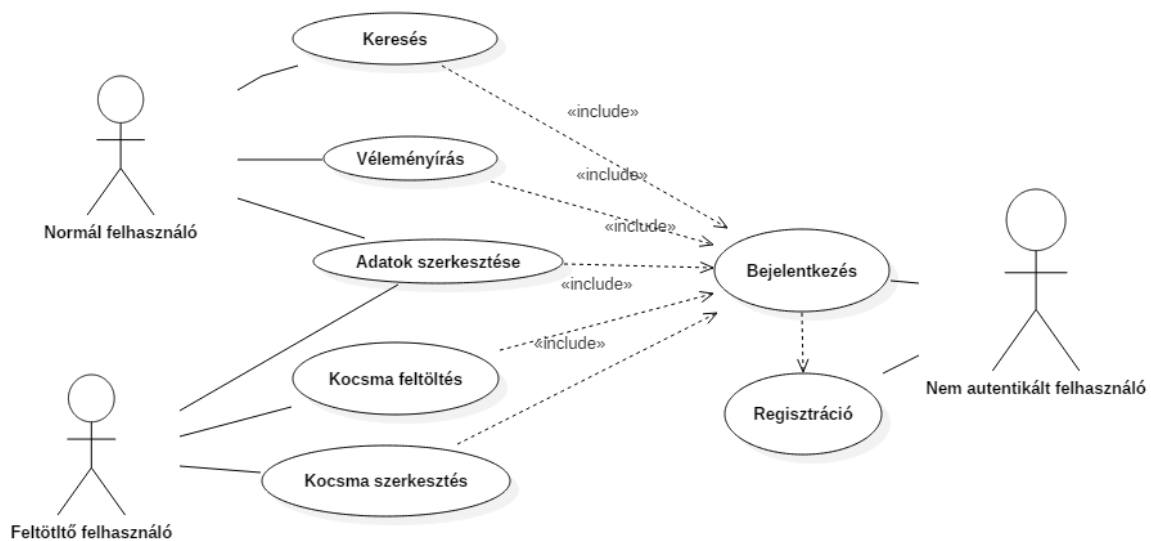 Keresés
«include»
Véleményírás
«include»
Normál felhasználó
«include»
Adatok szerkesztése
Bejelentkezés
«include»
«include»
Kocsma feltöltés
Nem autentikált felhasználó
Regisztráció
Kocsma szerkesztés
Feltötltő felhasználó